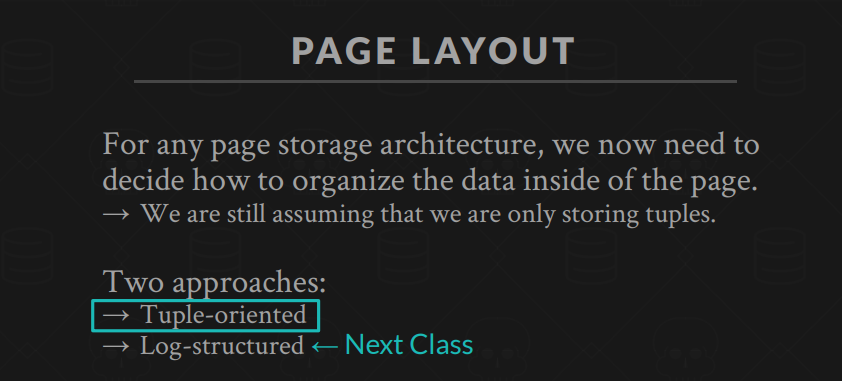 PAGE LAYOUT
For any page storage architecture, we now need to
decide how to organize the data inside of the page.
→ We are still assuming that we are only storing tuples.
Two approaches:
→ Tuple-oriented
→ Log-structured ← Next Class